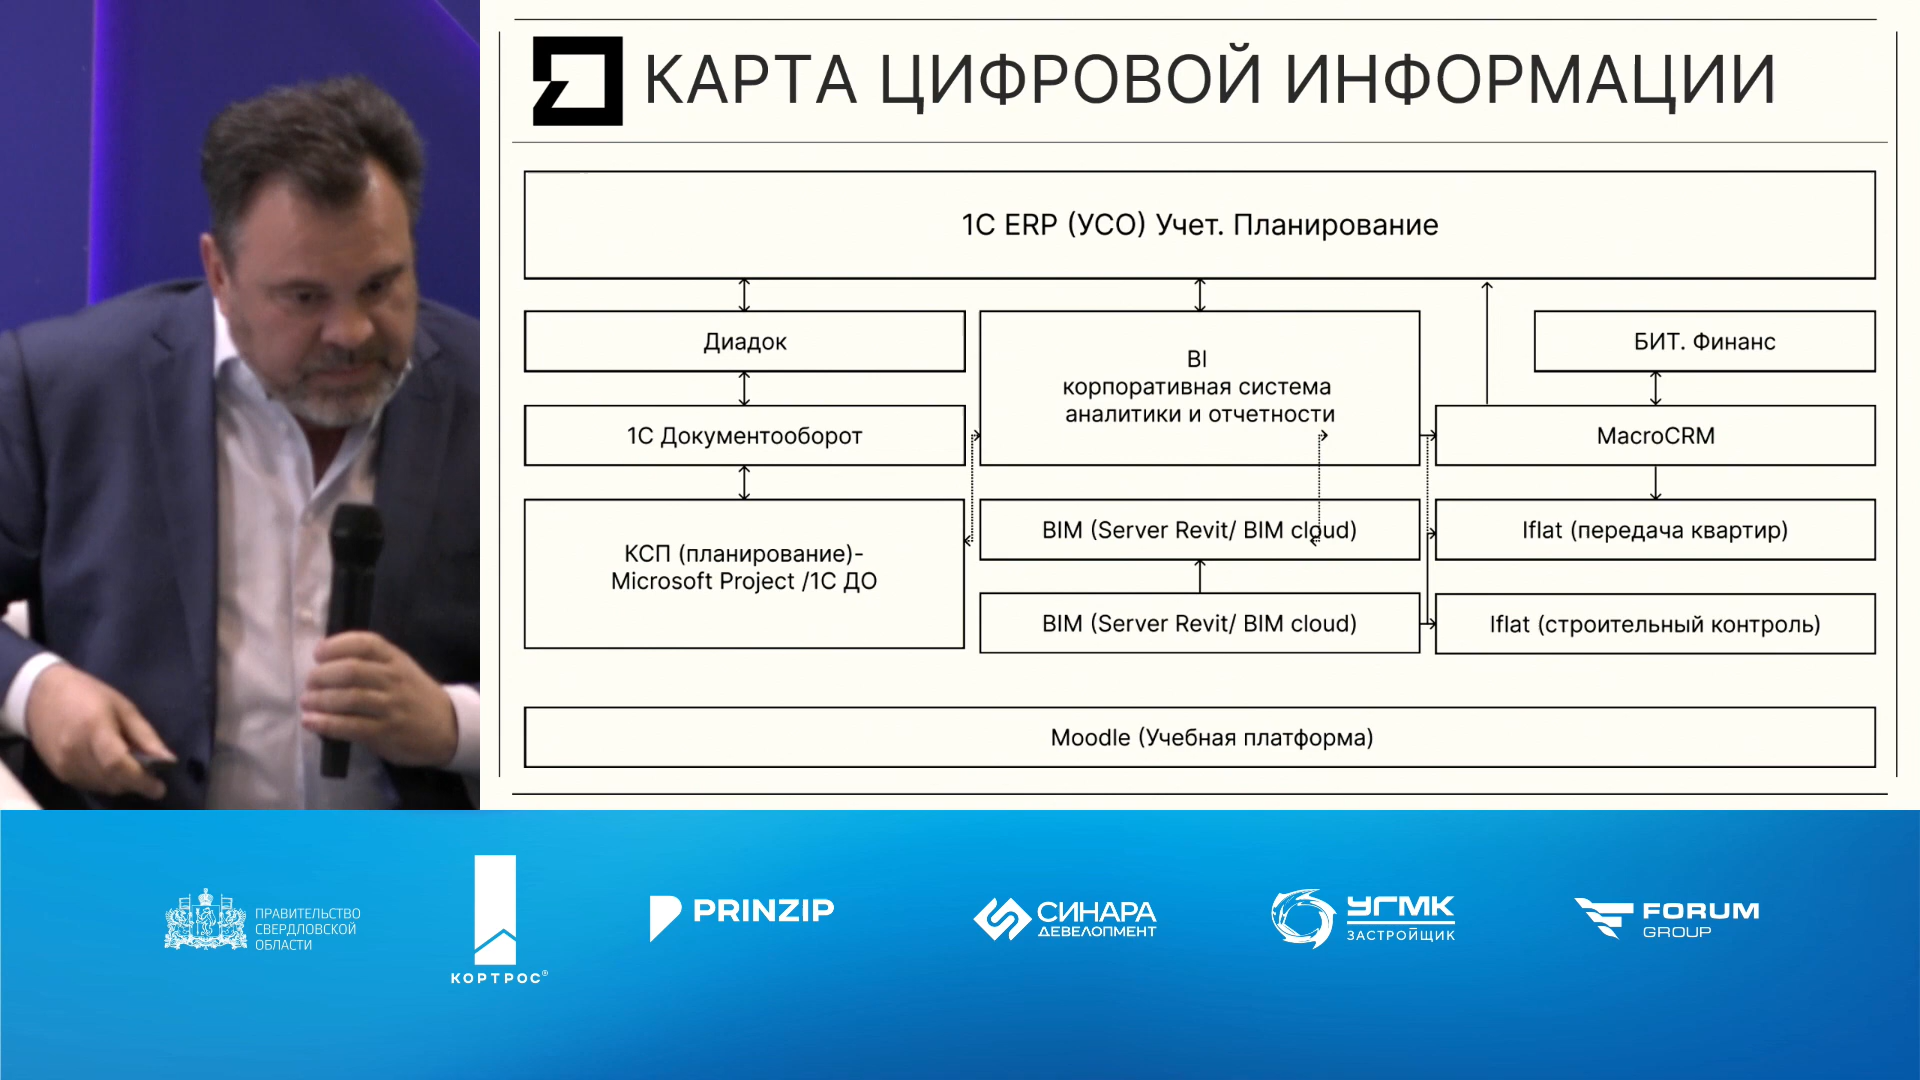 КАРТА ЦИФРОВОЙ ИНФОРМАЦИИ
1С ERP (УСО) Учет. Планирование
Диадок
1С Документооборот
КСП (планирование)-
Microsoft Project /1С ДО
BI
корпоративная система
аналитики и отчетности
BIM (Server Revit/ BIM cloud)
BIM (Server Revit/ BIM cloud)
БИТ. Финанс
MacroCRM
Iflat (передача квартир)
Iflat (строительный контроль)
Moodle (Учебная платформа)
ПРАВИТЕЛЬСТВО
СВЕРДЛОВСКОЙ
ОБЛАСТИ
КОРТРОС®
PRINZIP
СИНАРА
ДЕВЕЛОПМЕНТ
УГМК
ЗАСТРОЙЩИК
FORUM
GROUP